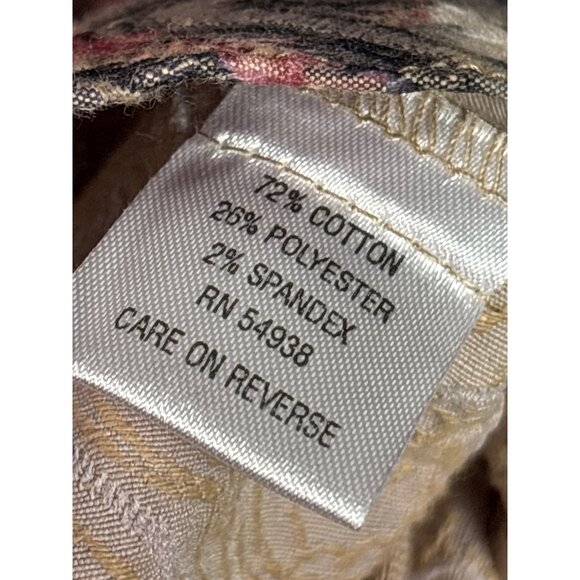 72% COTTON
26% POLYESTER
2% SPANDEX
RN 54938
CARE ON REVERSE